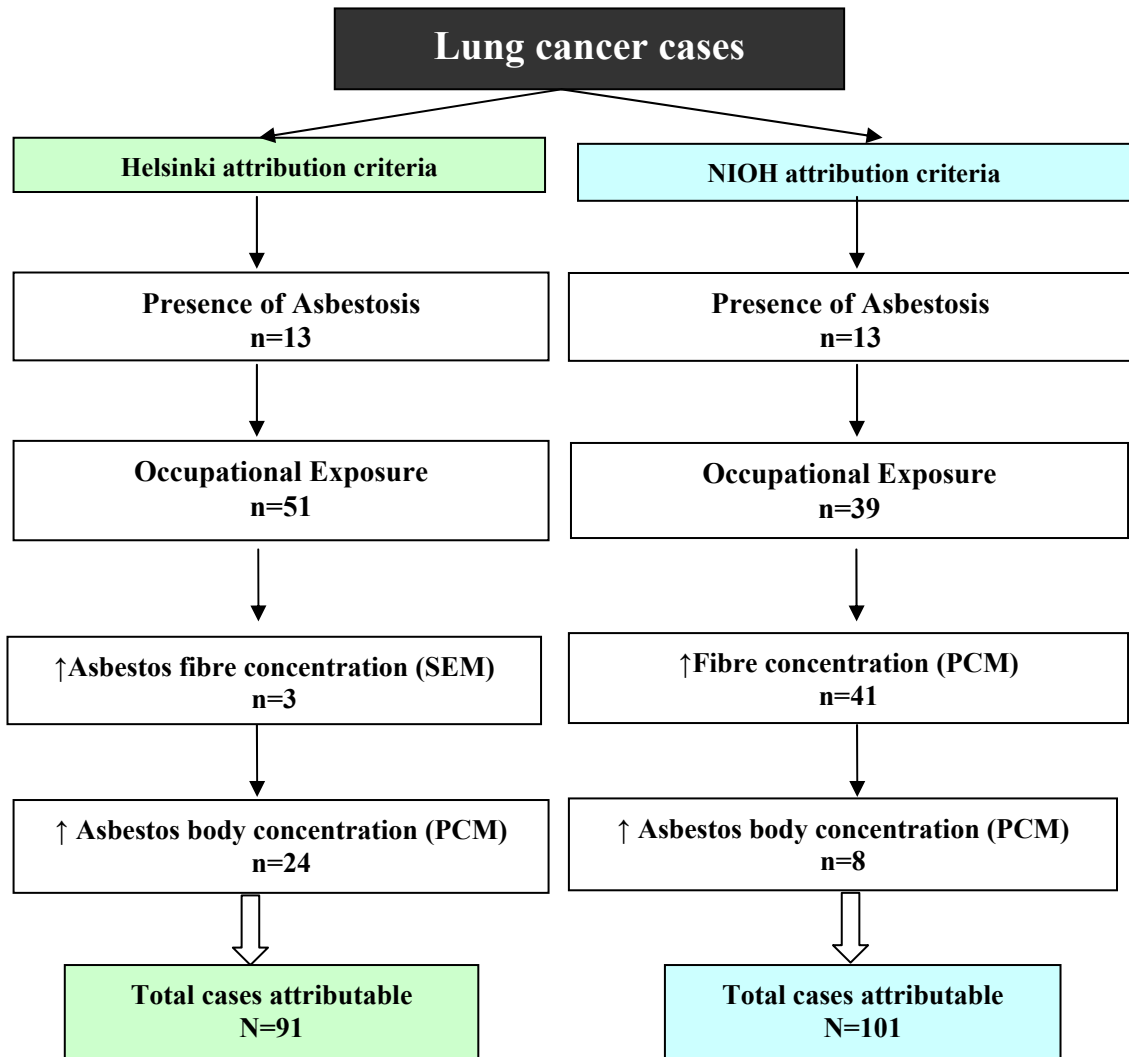 Lung cancer cases
Helsinki attribution criteria
NIOH attribution criteria
Presence of Asbestosis
n=13
Presence of Asbestosis
n=13
Occupational Exposure
n=51
Occupational Exposure
n=39
↑Asbestos fibre concentration (SEM)
n=3
↑Fibre concentration (PCM)
n=41
↑ Asbestos body concentration (PCM)
n=24
↑ Asbestos body concentration (PCM)
n=8
Total cases attributable
N=91
Total cases attributable
N=101